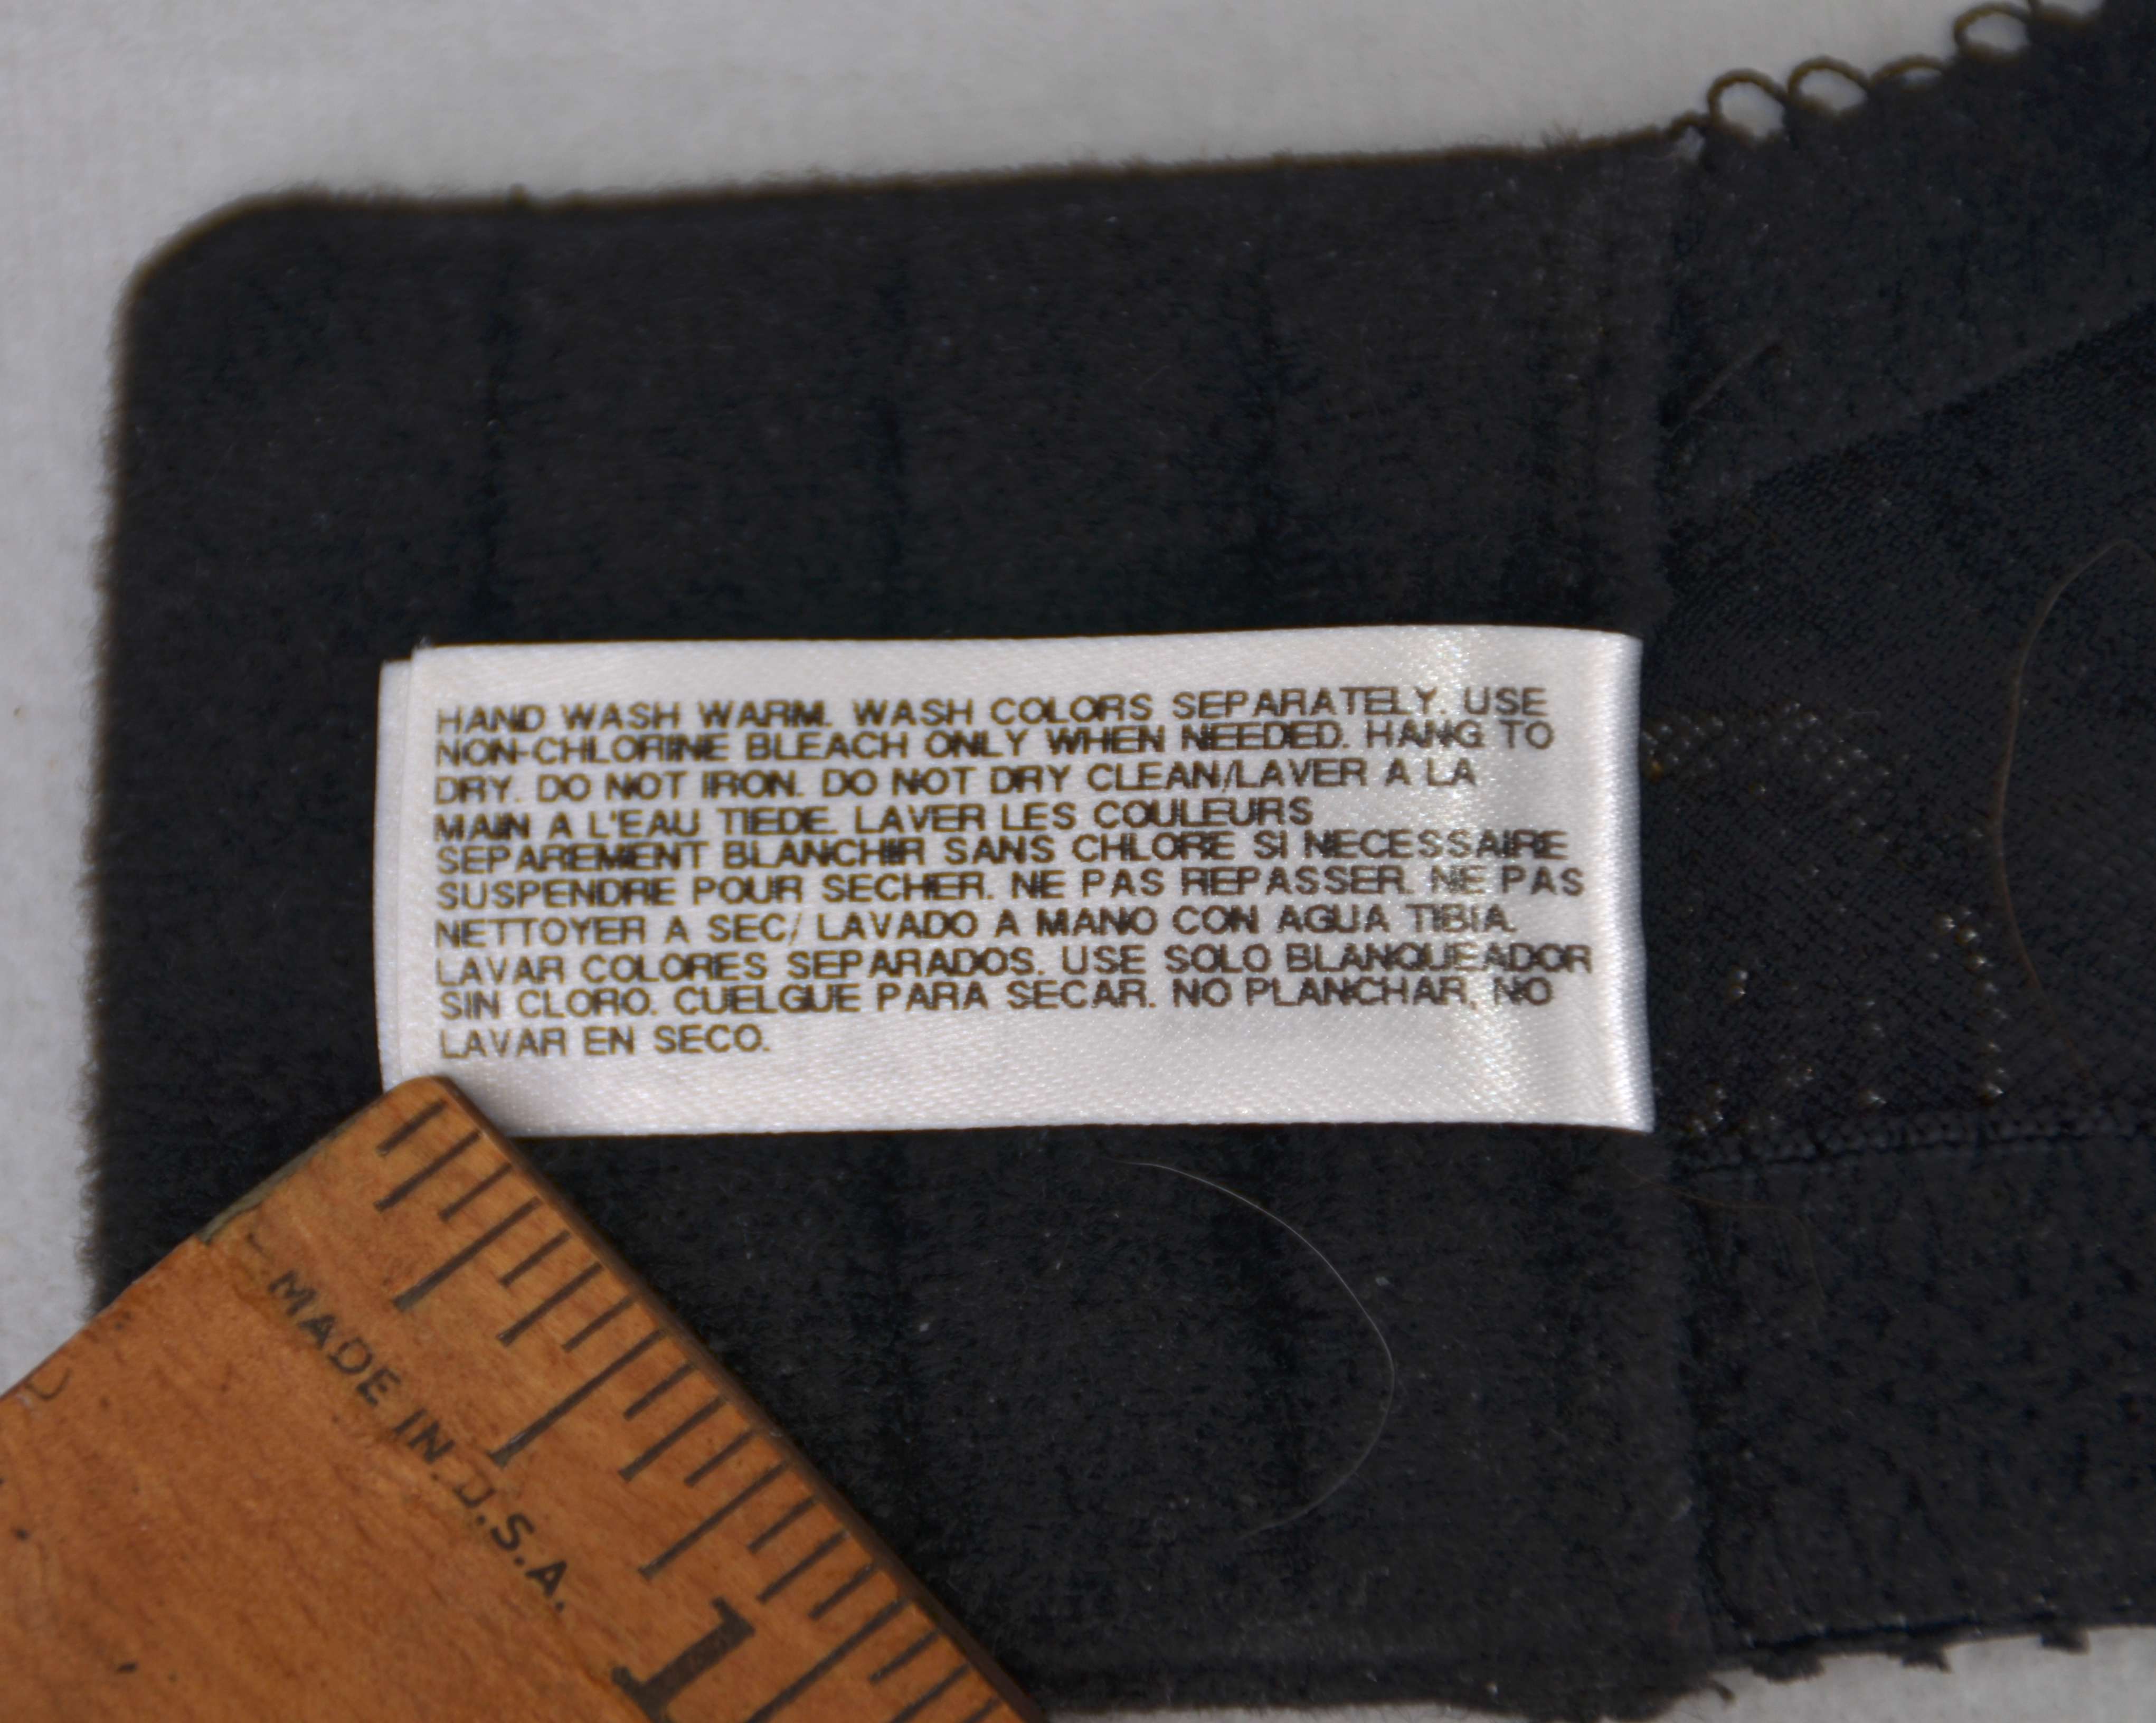 HAND WASH WARM. WASH COLORS SEPARATELY. USE
NON-CHLORINE BLEACH ONLY WHEN NEEDED. HANG TO
DRY. DO NOT IRON. DO NOT DRY CLEAN/LAVER A LA
MAIN A L'EAU TIEDE. LAVER LES COULEURS
SEPAREMENT BLANCHIR SANS CHLORE SI NECESSAIRE
SUSPENDRE POUR SECHER. NE PAS REPASSER. NE PAS
NETTOYER A SEC/ LAVADO A MANO CON AGUA TIBIA.
LAVAR COLORES SEPARADOS. USE SOLO BLANQUEADOR
SIN CLORO. CUELGUE PARA SECAR. NO PLANCHAR, NO
LAVAR EN SECO.
MADE IN U.S.A.
1